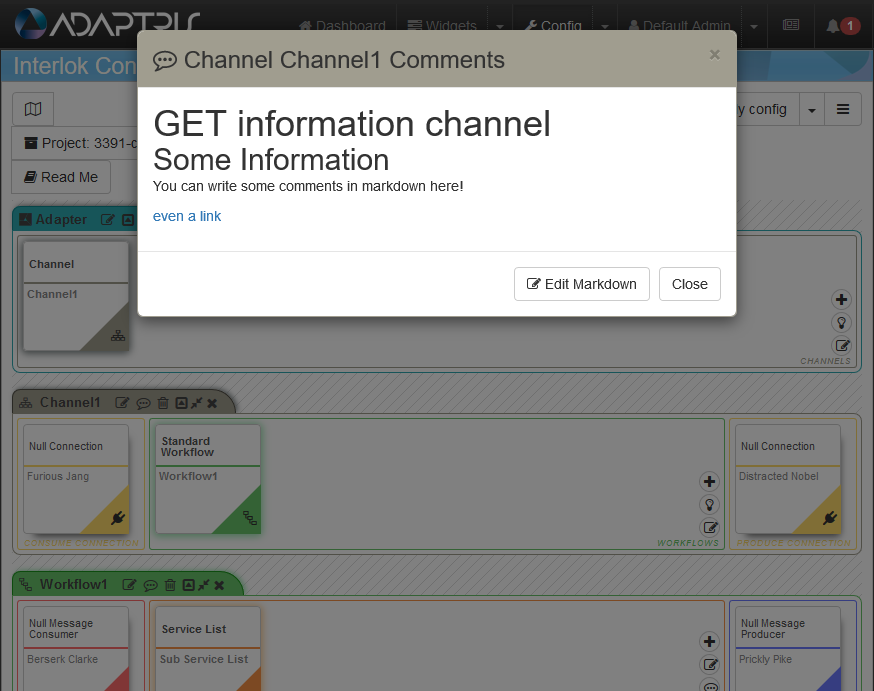 Dashboard
Widgets
Config
Default Admin
1
Interlok Con
Channel Channel1 Comments
×
GET information channel
Some Information
You can write some comments in markdown here!
even a link
Edit Markdown
Close
y config
Project: 3391-
Read Me
Adapter
Channel
Channel1
CHANNELS
Channel1
Null Connection
Furious Jang
CONSUME CONNECTION
Standard
Workflow
Workflow1
WORKFLOWS
Null Connection
Distracted Nobel
PRODUCE CONNECTION
Workflow1
Null Message
Consumer
Berserk Clarke
Service List
Sub Service List
Null Message
Producer
Prickly Pike